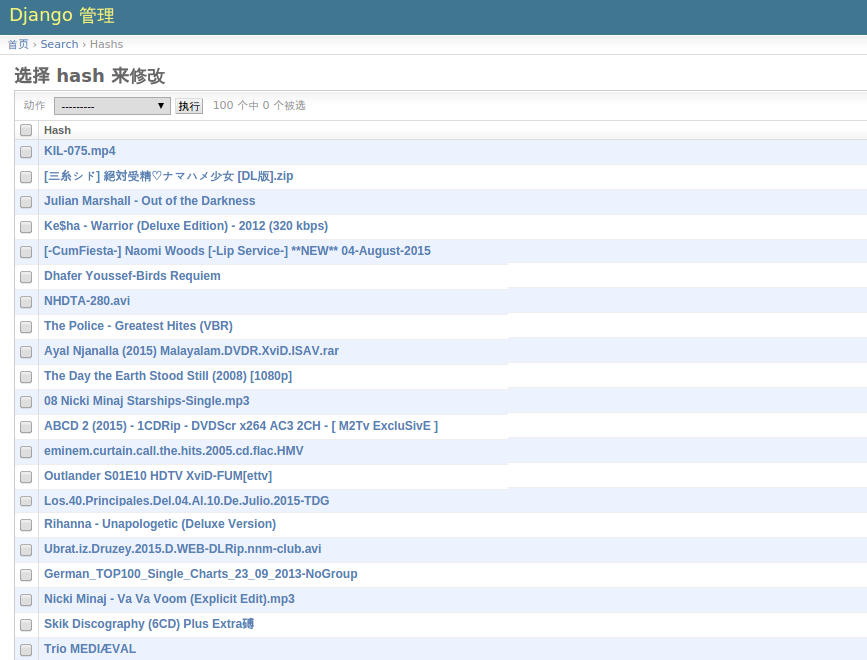 Django 管理
首页 › Search › Hashs
选择 hash 来修改
动作 --------- 执行 100 个中 0 个被选
Hash
KIL-075.mp4
[三糸シド] 絕対受精♡ナマハメ少女 [DL版].zip
Julian Marshall - Out of the Darkness
Ke$ha - Warrior (Deluxe Edition) - 2012 (320 kbps)
[-CumFiesta-] Naomi Woods [-Lip Service-] **NEW** 04-August-2015
Dhafer Youssef-Birds Requiem
NHDTA-280.avi
The Police - Greatest Hites (VBR)
Ayal Njanalla (2015) Malayalam.DVDR.XviD.ISAV.rar
The Day the Earth Stood Still (2008) [1080p]
08 Nicki Minaj Starships-Single.mp3
ABCD 2 (2015) - 1CDRip - DVDScr x264 AC3 2CH - [ M2Tv ExcluSivE ]
eminem.curtain.call.the.hits.2005.cd.flac.HMV
Outlander S01E10 HDTV XviD-FUM[ettv]
Los.40.Principales.Del.04.Al.10.De.Julio.2015-TDG
Rihanna - Unapologetic (Deluxe Version)
Ubrat.iz.Druzey.2015.D.WEB-DLRip.nnm-club.avi
German_TOP100_Single_Charts_23_09_2013-NoGroup
Nicki Minaj - Va Va Voom (Explicit Edit).mp3
Skik Discography (6CD) Plus Extra
Trio MEDIÆVAL